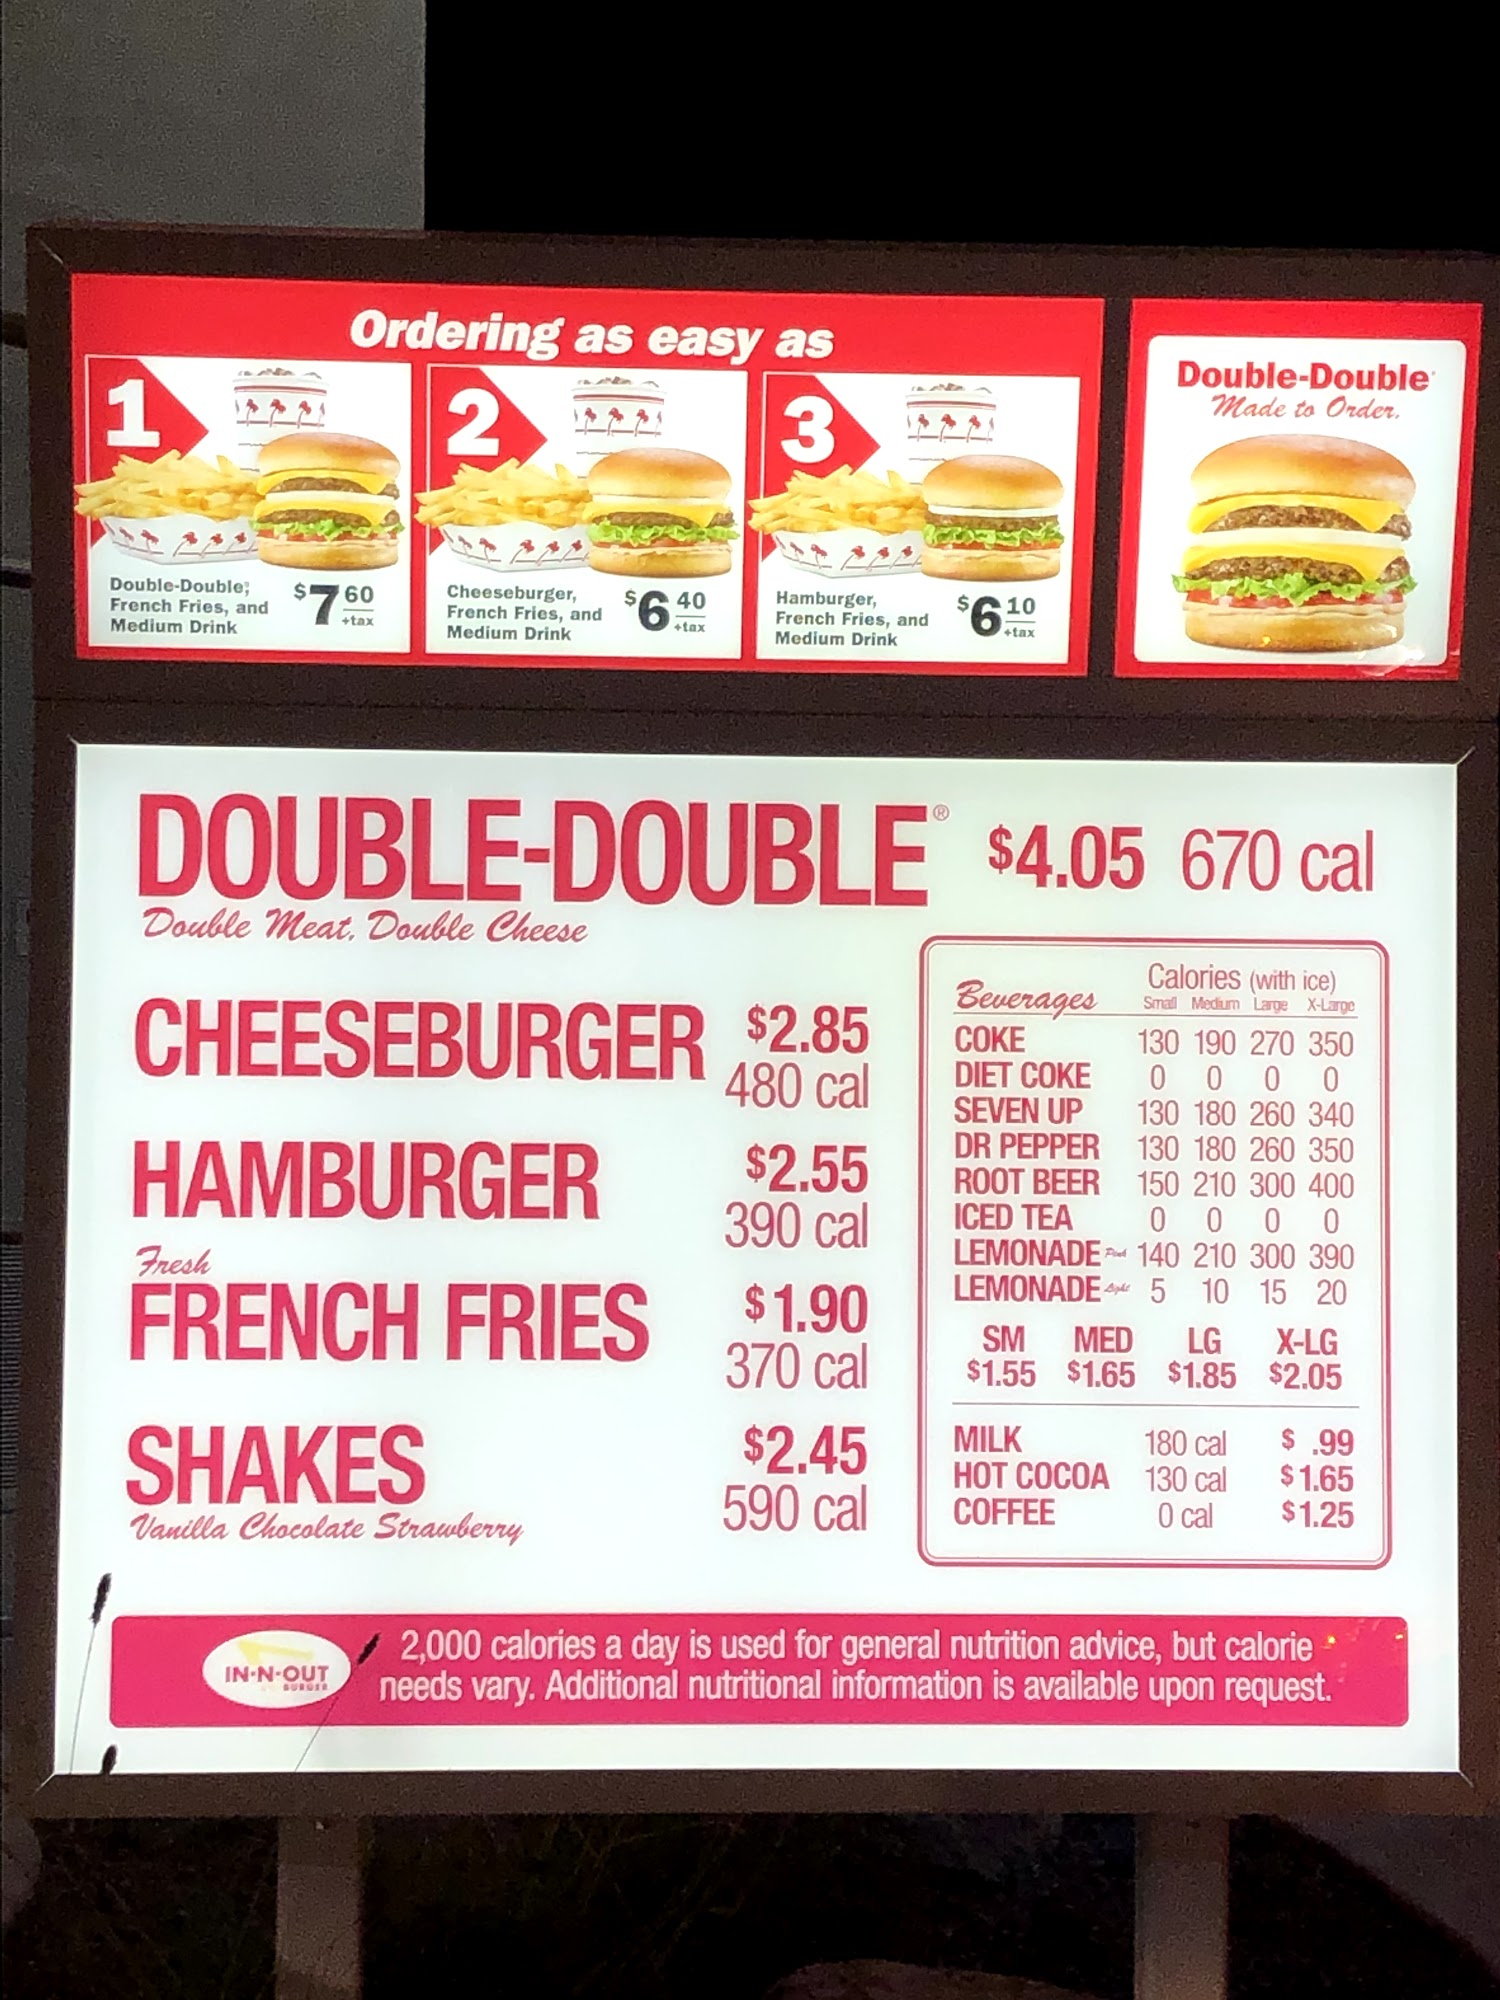 Ordering as easy as
1
Double-Double,®
French Fries, and
Medium Drink
$7 60
+tax
2
Cheeseburger,
French Fries, and
Medium Drink
$6 40
+tax
3
Hamburger,
French Fries, and
Medium Drink
$6 10
+tax
Double-Double®
Made to Order.
DOUBLE-DOUBLE® $4.05 670 cal
Double Meat, Double Cheese
CHEESEBURGER $2.85
480 cal
HAMBURGER $2.55
390 cal
Fresh
FRENCH FRIES $1.90
370 cal
SHAKES $2.45
590 cal
Vanilla Chocolate Strawberry
Calories (with ice)
Beverages Small Medium Large X-Large
COKE 130 190 270 350
DIET COKE 0 0 0 0
SEVEN UP 130 180 260 340
DR PEPPER 130 180 260 350
ROOT BEER 150 210 300 400
ICED TEA 0 0 0 0
LEMONADE Pink 140 210 300 390
LEMONADE Light 5 10 15 20
SM MED LG X-LG
$1.55 $1.65 $1.85 $2.05
MILK 180 cal $ .99
HOT COCOA 130 cal $1.65
COFFEE 0 cal $1.25
IN-N-OUT
BURGER
2,000 calories a day is used for general nutrition advice, but calorie
needs vary. Additional nutritional information is available upon request.